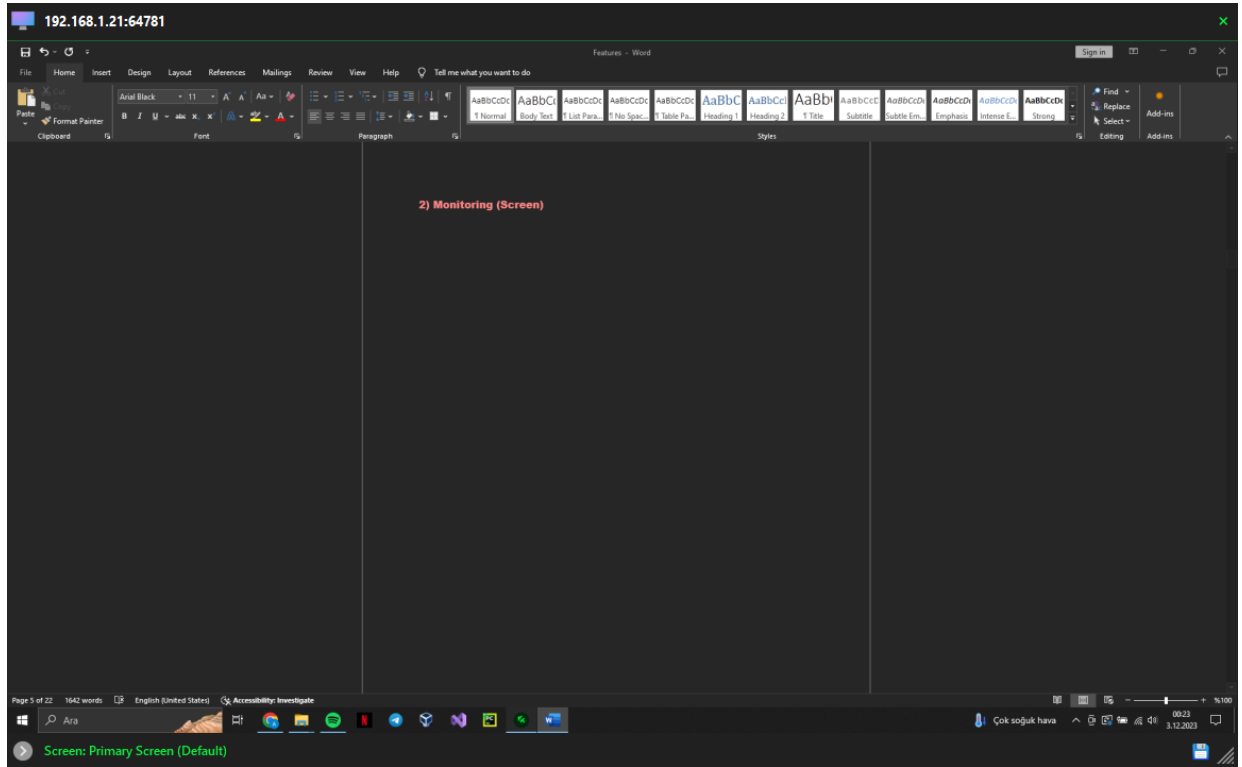 192.168.1.21:64781
Features - Word
Sign in
File Home Insert Design Layout References Mailings Review View Help Tell me what you want to do
Paste
Cut
Copy
Format Painter
Clipboard
Arial Black 11
Font
Paragraph
AaBbCcDc AaBbCc AaBbCcDc AaBbCcDc AaBbCcDc AaBbC AaBbCcl AaBb AaBbCcD AaBbCcDc AaBbCcDc AaBbCcDc AaBbCcDc
¶ Normal Body Text ¶ List Para... ¶ No Spac... ¶ Table Pa... Heading 1 Heading 2 ¶ Title Subtitle Subtle Em... Emphasis Intense E... Strong
Styles
Find
Replace
Select
Editing
Add-ins
Add-ins
2) Monitoring (Screen)
Page 5 of 22 1642 words English (United States) Accessibility: Investigate
%100
Ara
Çok soğuk hava
00:23
3.12.2023
Screen: Primary Screen (Default)